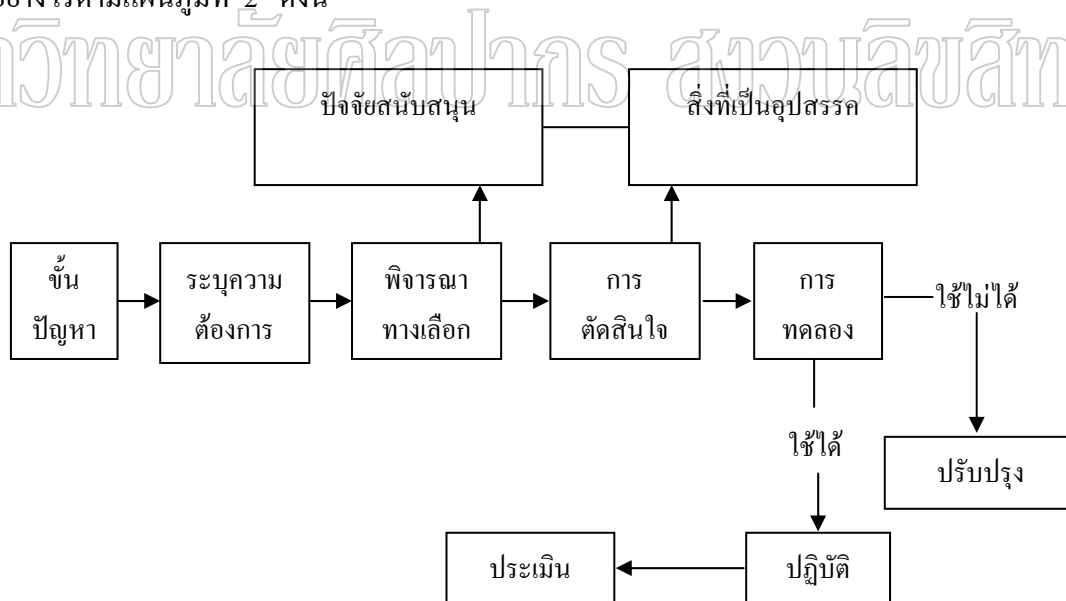 ปัจจัยสนับสนุน
สิ่งที่เป็นอุปสรรค
ขั้น
ปัญหา
ระบุความ
ต้องการ
พิจารณา
ทางเลือก
การ
ตัดสินใจ
การ
ทดลอง
ใช้ไม่ได้
ใช้ได้
ปรับปรุง
ประเมิน
ปฏิบัติ